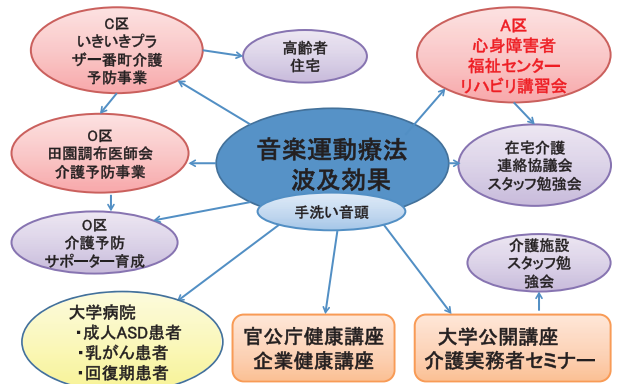 C区
いきいきプラ
ザ一番町介護
予防事業
高齢者
住宅
A区
心身障害者
福祉センター
リハビリ講習会
O区
田園調布医師会
介護予防事業
音楽運動療法
波及効果
手洗い音頭
在宅介護
連絡協議会
スタッフ勉強会
O区
介護予防
サポーター育成
介護施設
スタッフ勉
強会
大学病院
・成人ASD患者
・乳がん患者
・回復期患者
官公庁健康講座
企業健康講座
大学公開講座
介護実務者セミナー